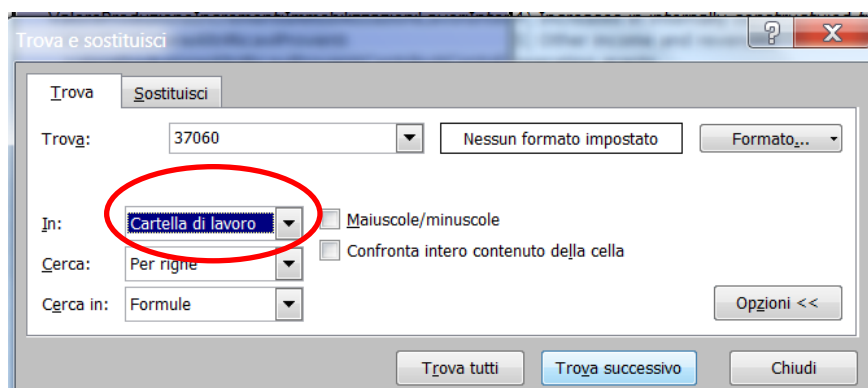 Trova e sostituisci
Trova
Sostituisci
Trova: 37060 Nessun formato impostato Formato...
In: Cartella di lavoro Maiuscole/minuscole
Confronta intero contenuto della cella
Cerca: Per righe
Cerca in: Formule Opzioni <<
Trova tutti Trova successivo Chiudi